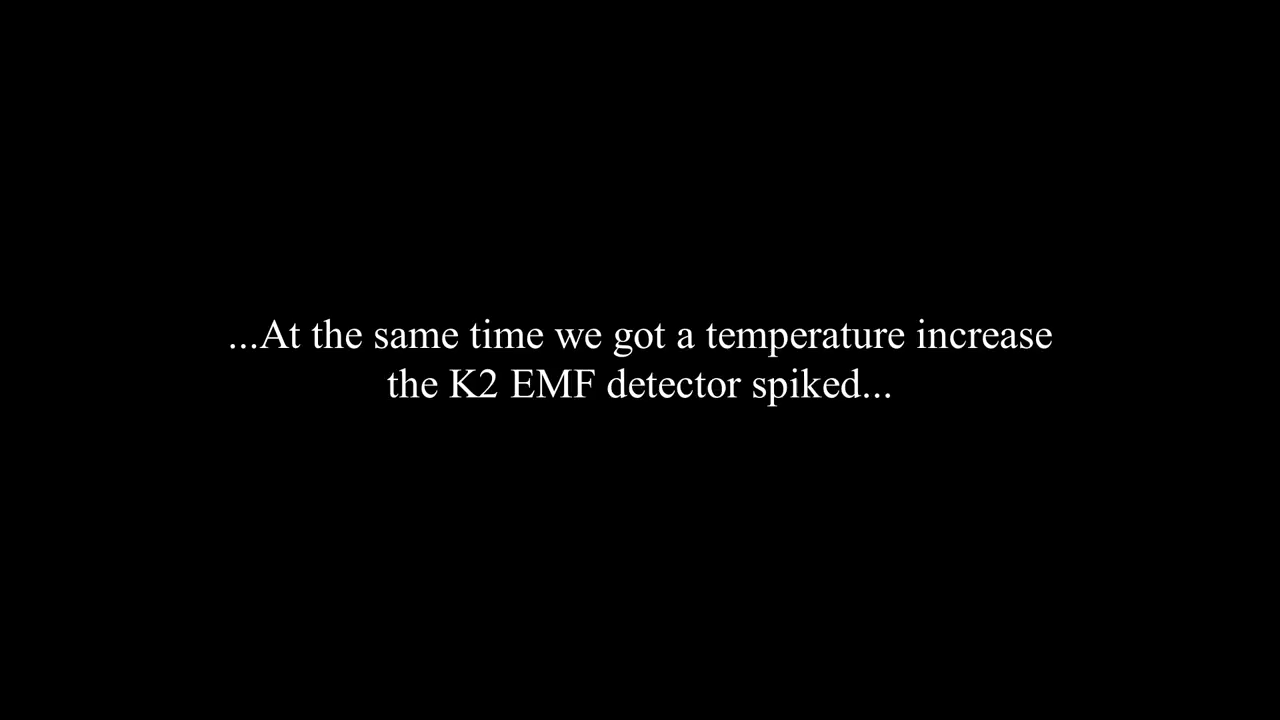 ...At the same time we got a temperature increase
the K2 EMF detector spiked...